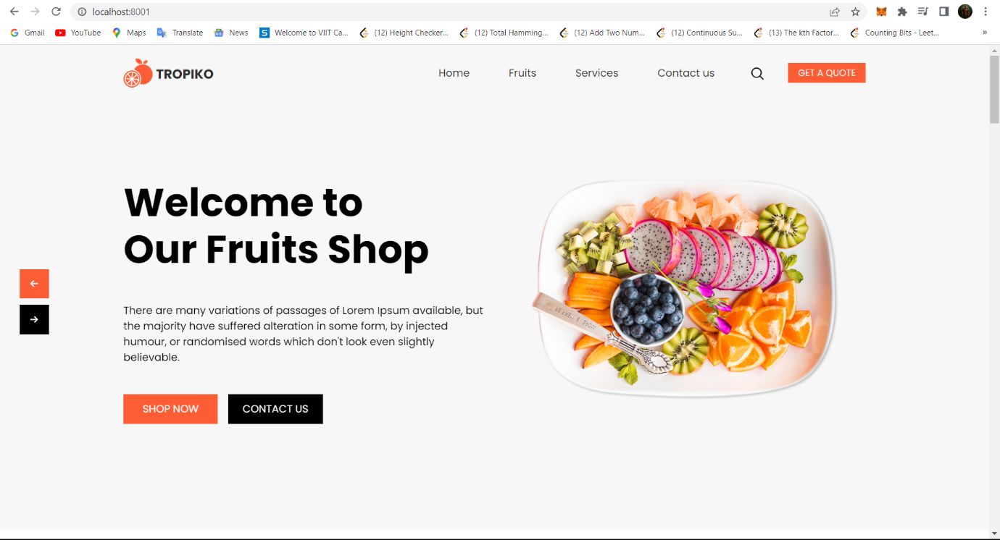 localhost:8001
Gmail YouTube Maps Translate News Welcome to VIIT Ca... (12) Height Checker... (12) Total Hamming... (12) Add Two Num... (12) Continuous Su... (13) The kth Factor... Counting Bits - Leet... »
TROPIKO Home Fruits Services Contact us GET A QUOTE
Welcome to
Our Fruits Shop
There are many variations of passages of Lorem Ipsum available, but
the majority have suffered alteration in some form, by injected
humour, or randomised words which don't look even slightly
believable.
SHOP NOW CONTACT US